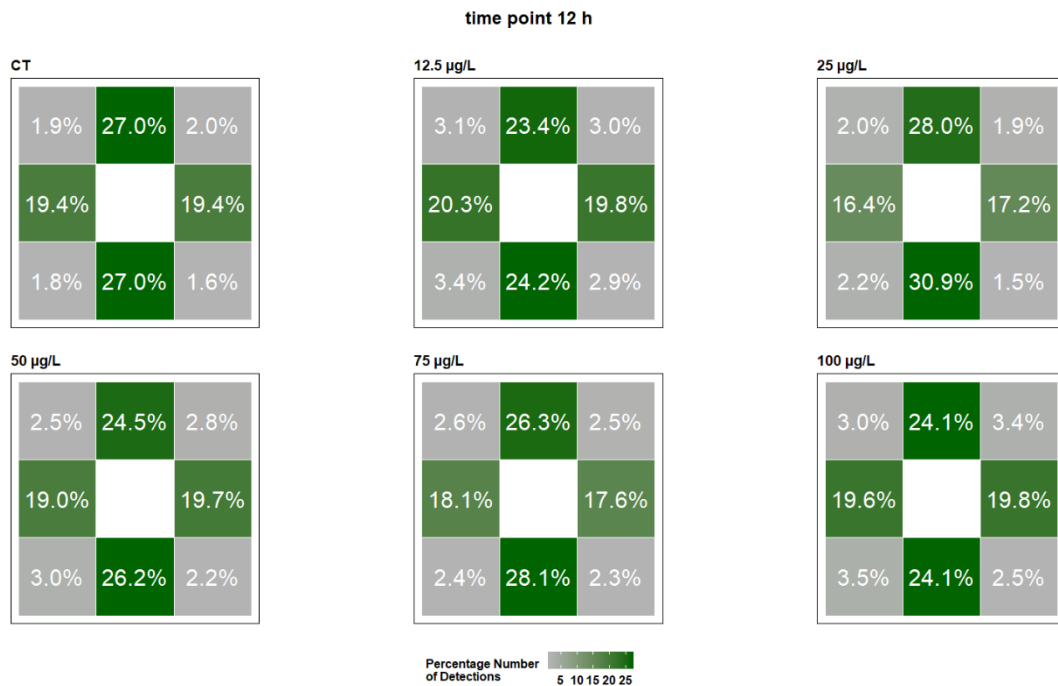 time point 12 h
CT
12.5 µg/L
25 µg/L
1.9% 27.0% 2.0%
3.1% 23.4% 3.0%
2.0% 28.0% 1.9%
19.4% 19.4%
20.3% 19.8%
16.4% 17.2%
1.8% 27.0% 1.6%
3.4% 24.2% 2.9%
2.2% 30.9% 1.5%
50 µg/L
75 µg/L
100 µg/L
2.5% 24.5% 2.8%
2.6% 26.3% 2.5%
3.0% 24.1% 3.4%
19.0% 19.7%
18.1% 17.6%
19.6% 19.8%
3.0% 26.2% 2.2%
2.4% 28.1% 2.3%
3.5% 24.1% 2.5%
Percentage Number
of Detections
5 10 15 20 25